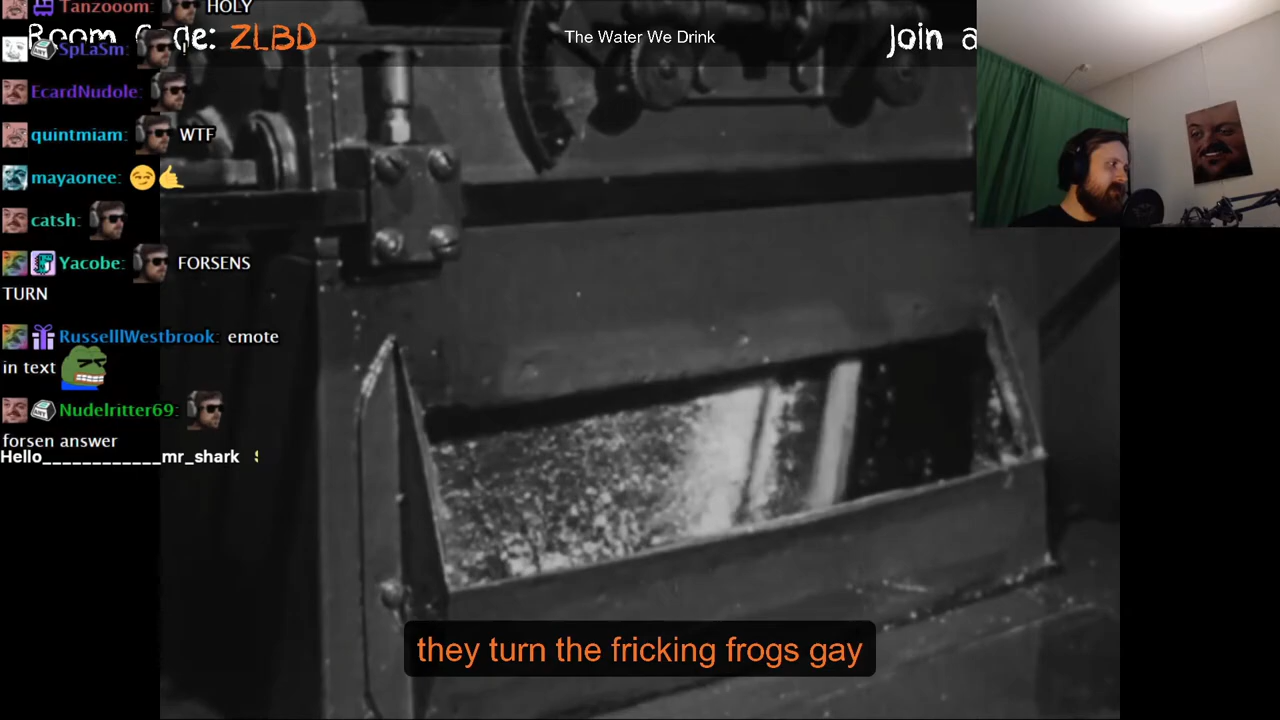 Tanzooom: HOLY
Room Code: ZLBD
The Water We Drink
Join a
SpLaSm:
EcardNudole:
quintmiam: WTF
mayaonee: 😏🤙
catsh:
Yacobe: FORSENS
TURN
RusselllWestbrook: emote
in text
Nudelritter69:
forsen answer
Hello____________mr_shark
they turn the fricking frogs gay